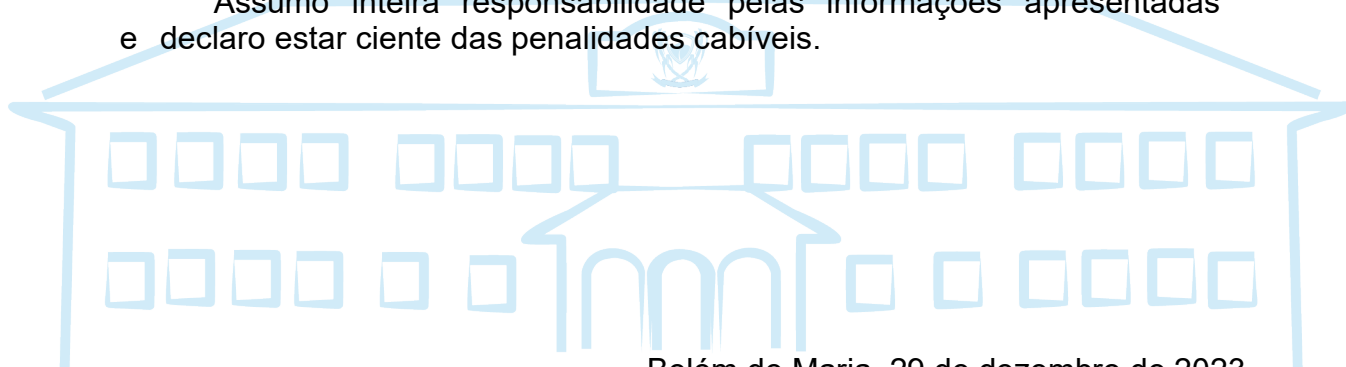 Assumo inteira responsabilidade pelas informações apresentadas
e declaro estar ciente das penalidades cabíveis.
Belém de Maria, 29 de dezembro de 2023